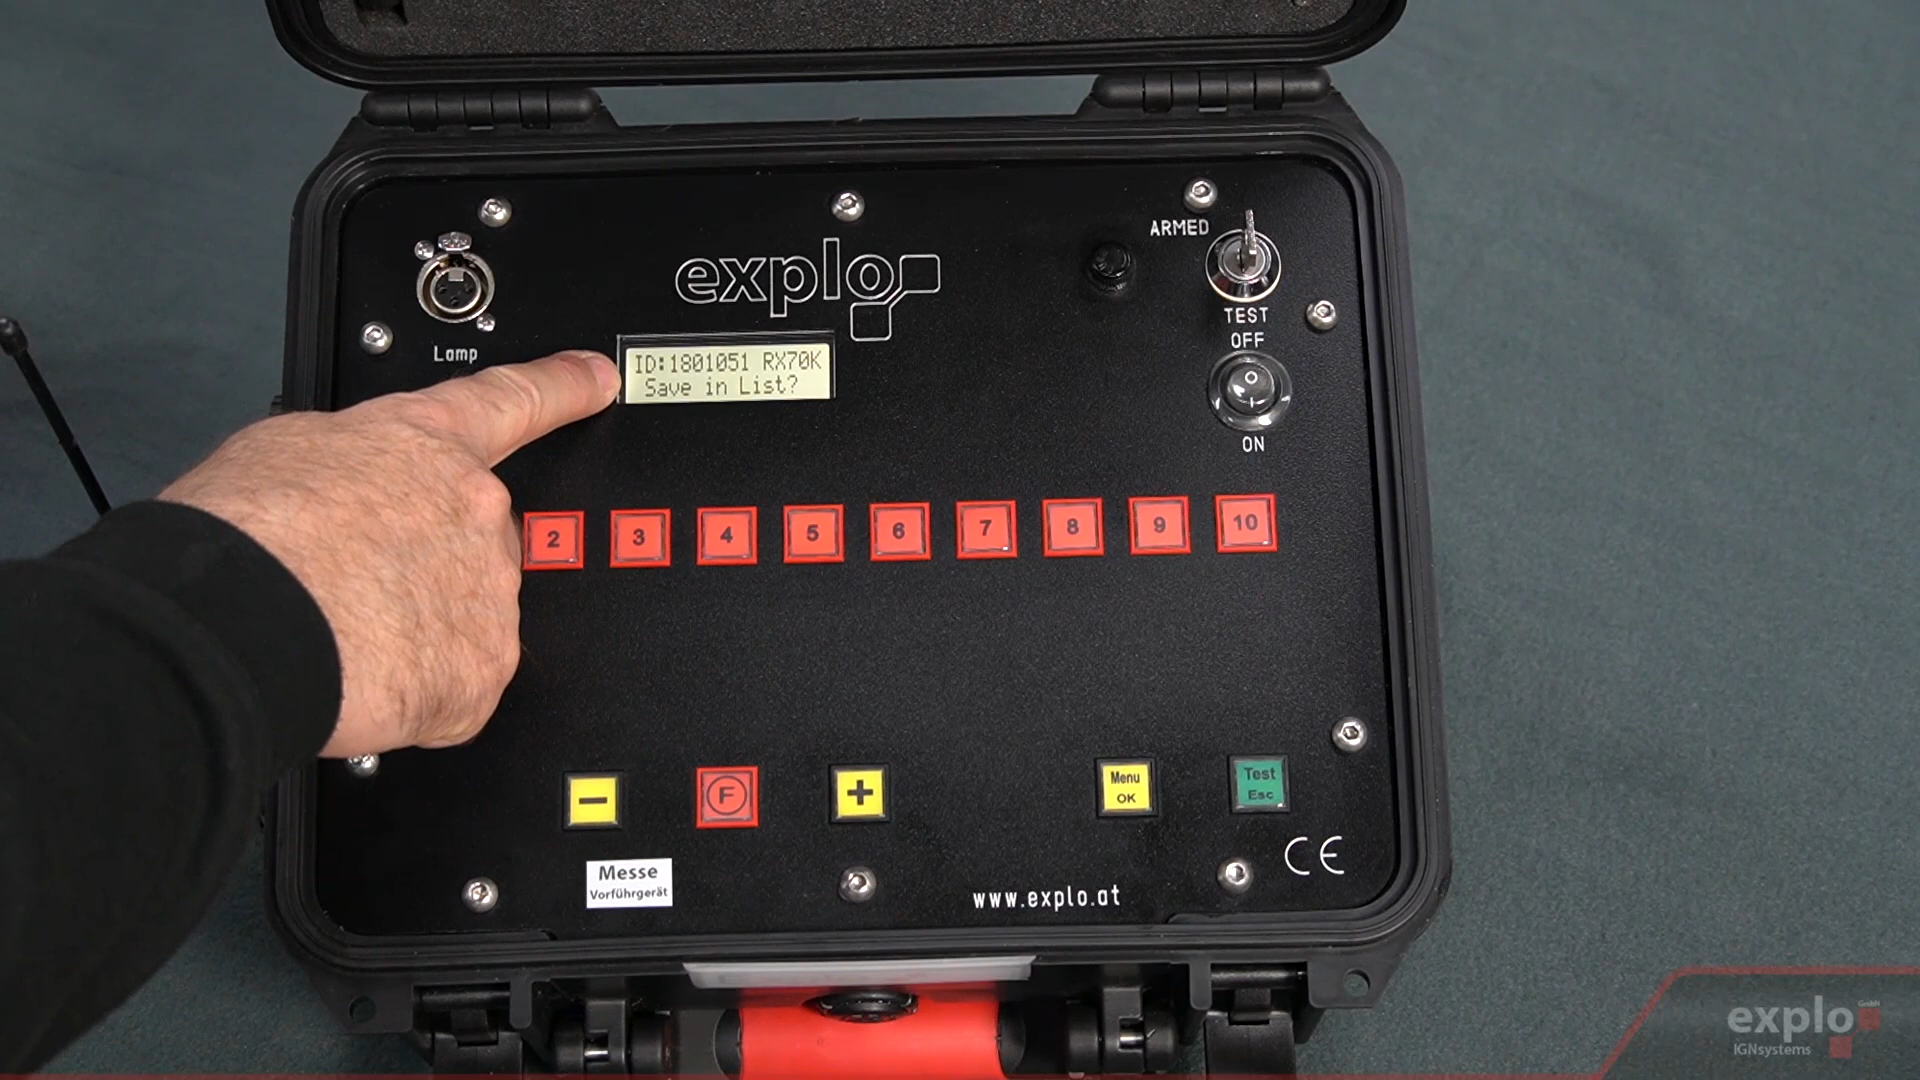 ARMED
explo
TEST
OFF
Lamp
ID:1801051 RX70K
Save in List?
ON
2 3 4 5 6 7 8 9 10
−
F
+
Menu
OK
Test
Esc
Messe
Vorführgerät
CE
www.explo.at
explo GmbH
IGNsystems